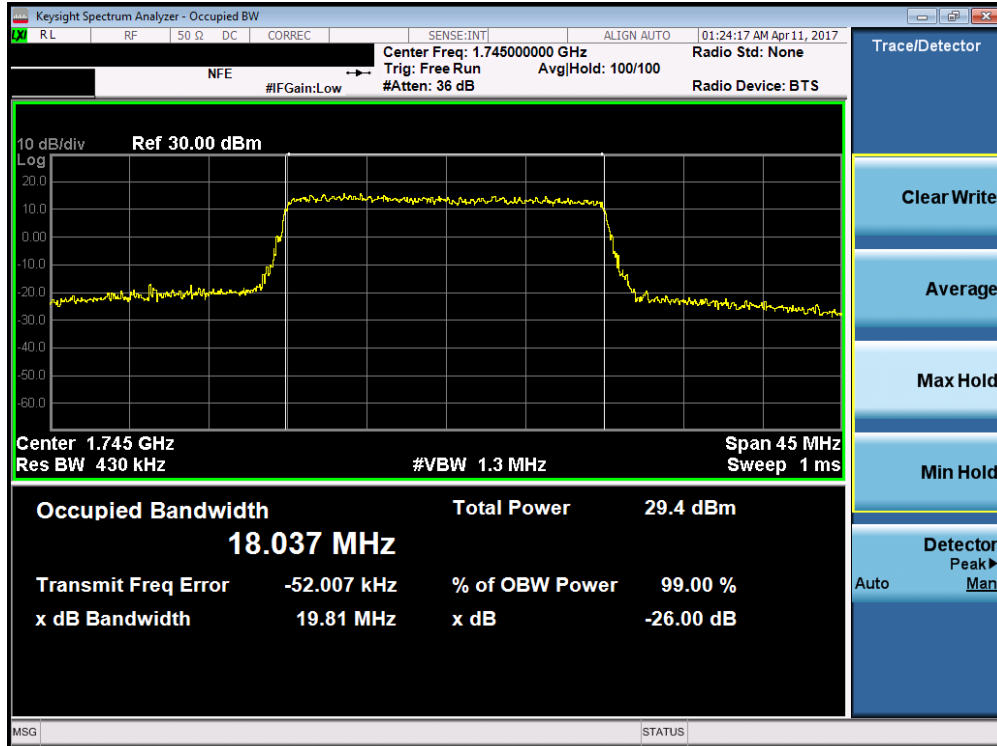 Keysight Spectrum Analyzer - Occupied BW
LXI RL RF 50 Ω DC CORREC SENSE:INT ALIGN AUTO 01:24:17 AM Apr 11, 2017
Center Freq: 1.745000000 GHz Radio Std: None
NFE Trig: Free Run Avg|Hold: 100/100
#IFGain:Low #Atten: 36 dB Radio Device: BTS
10 dB/div Ref 30.00 dBm
Log
20.0
10.0
0.00
-10.0
-20.0
-30.0
-40.0
-50.0
-60.0
Center 1.745 GHz Span 45 MHz
Res BW 430 kHz #VBW 1.3 MHz Sweep 1 ms
Occupied Bandwidth Total Power 29.4 dBm
18.037 MHz
Transmit Freq Error -52.007 kHz % of OBW Power 99.00 %
x dB Bandwidth 19.81 MHz x dB -26.00 dB
MSG STATUS
Trace/Detector
Clear Write
Average
Max Hold
Min Hold
Detector
Peak▶
Auto Man